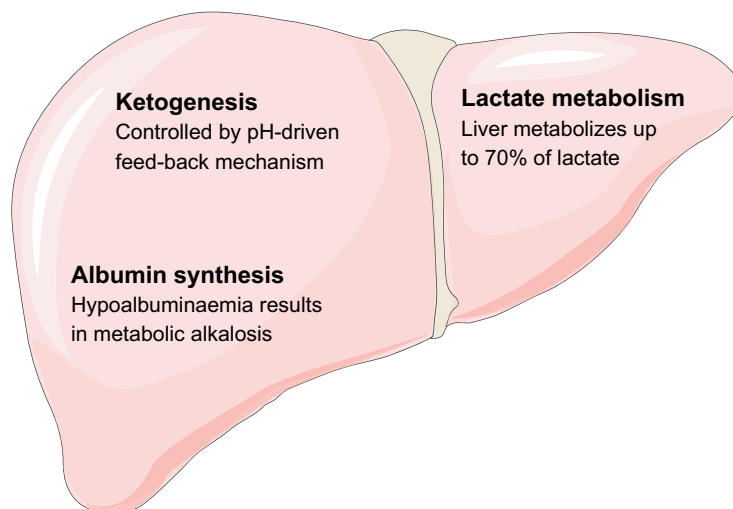 Ketogenesis
Controlled by pH-driven
feed-back mechanism
Lactate metabolism
Liver metabolizes up
to 70% of lactate
Albumin synthesis
Hypoalbuminaemia results
in metabolic alkalosis